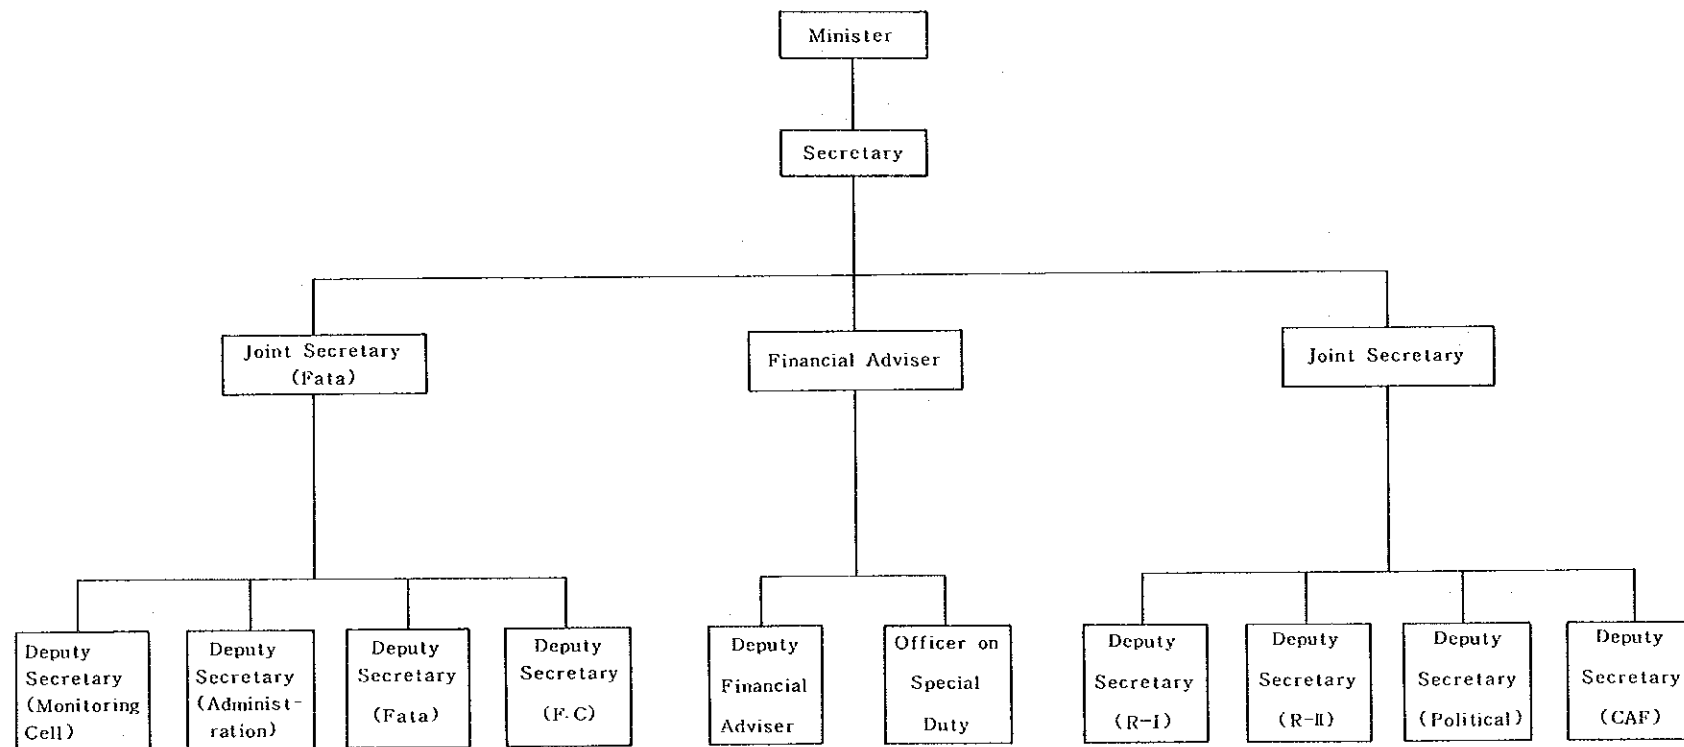 Minister
Secretary
Joint Secretary
(Fata)
Financial Adviser
Joint Secretary
Deputy
Secretary
(Monitoring
Cell)
Deputy
Secretary
(Administ-
ration)
Deputy
Secretary
(Fata)
Deputy
Secretary
(F.C)
Deputy
Financial
Adviser
Officer on
Special
Duty
Deputy
Secretary
(R-I)
Deputy
Secretary
(R-II)
Deputy
Secretary
(Political)
Deputy
Secretary
(CAF)